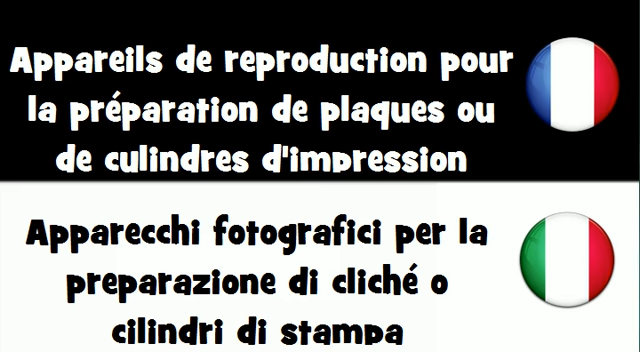 Appareils de reproduction pour
la préparation de plaques ou
de culindres d'impression
Apparecchi fotografici per la
preparazione di cliché o
cilindri di stampa